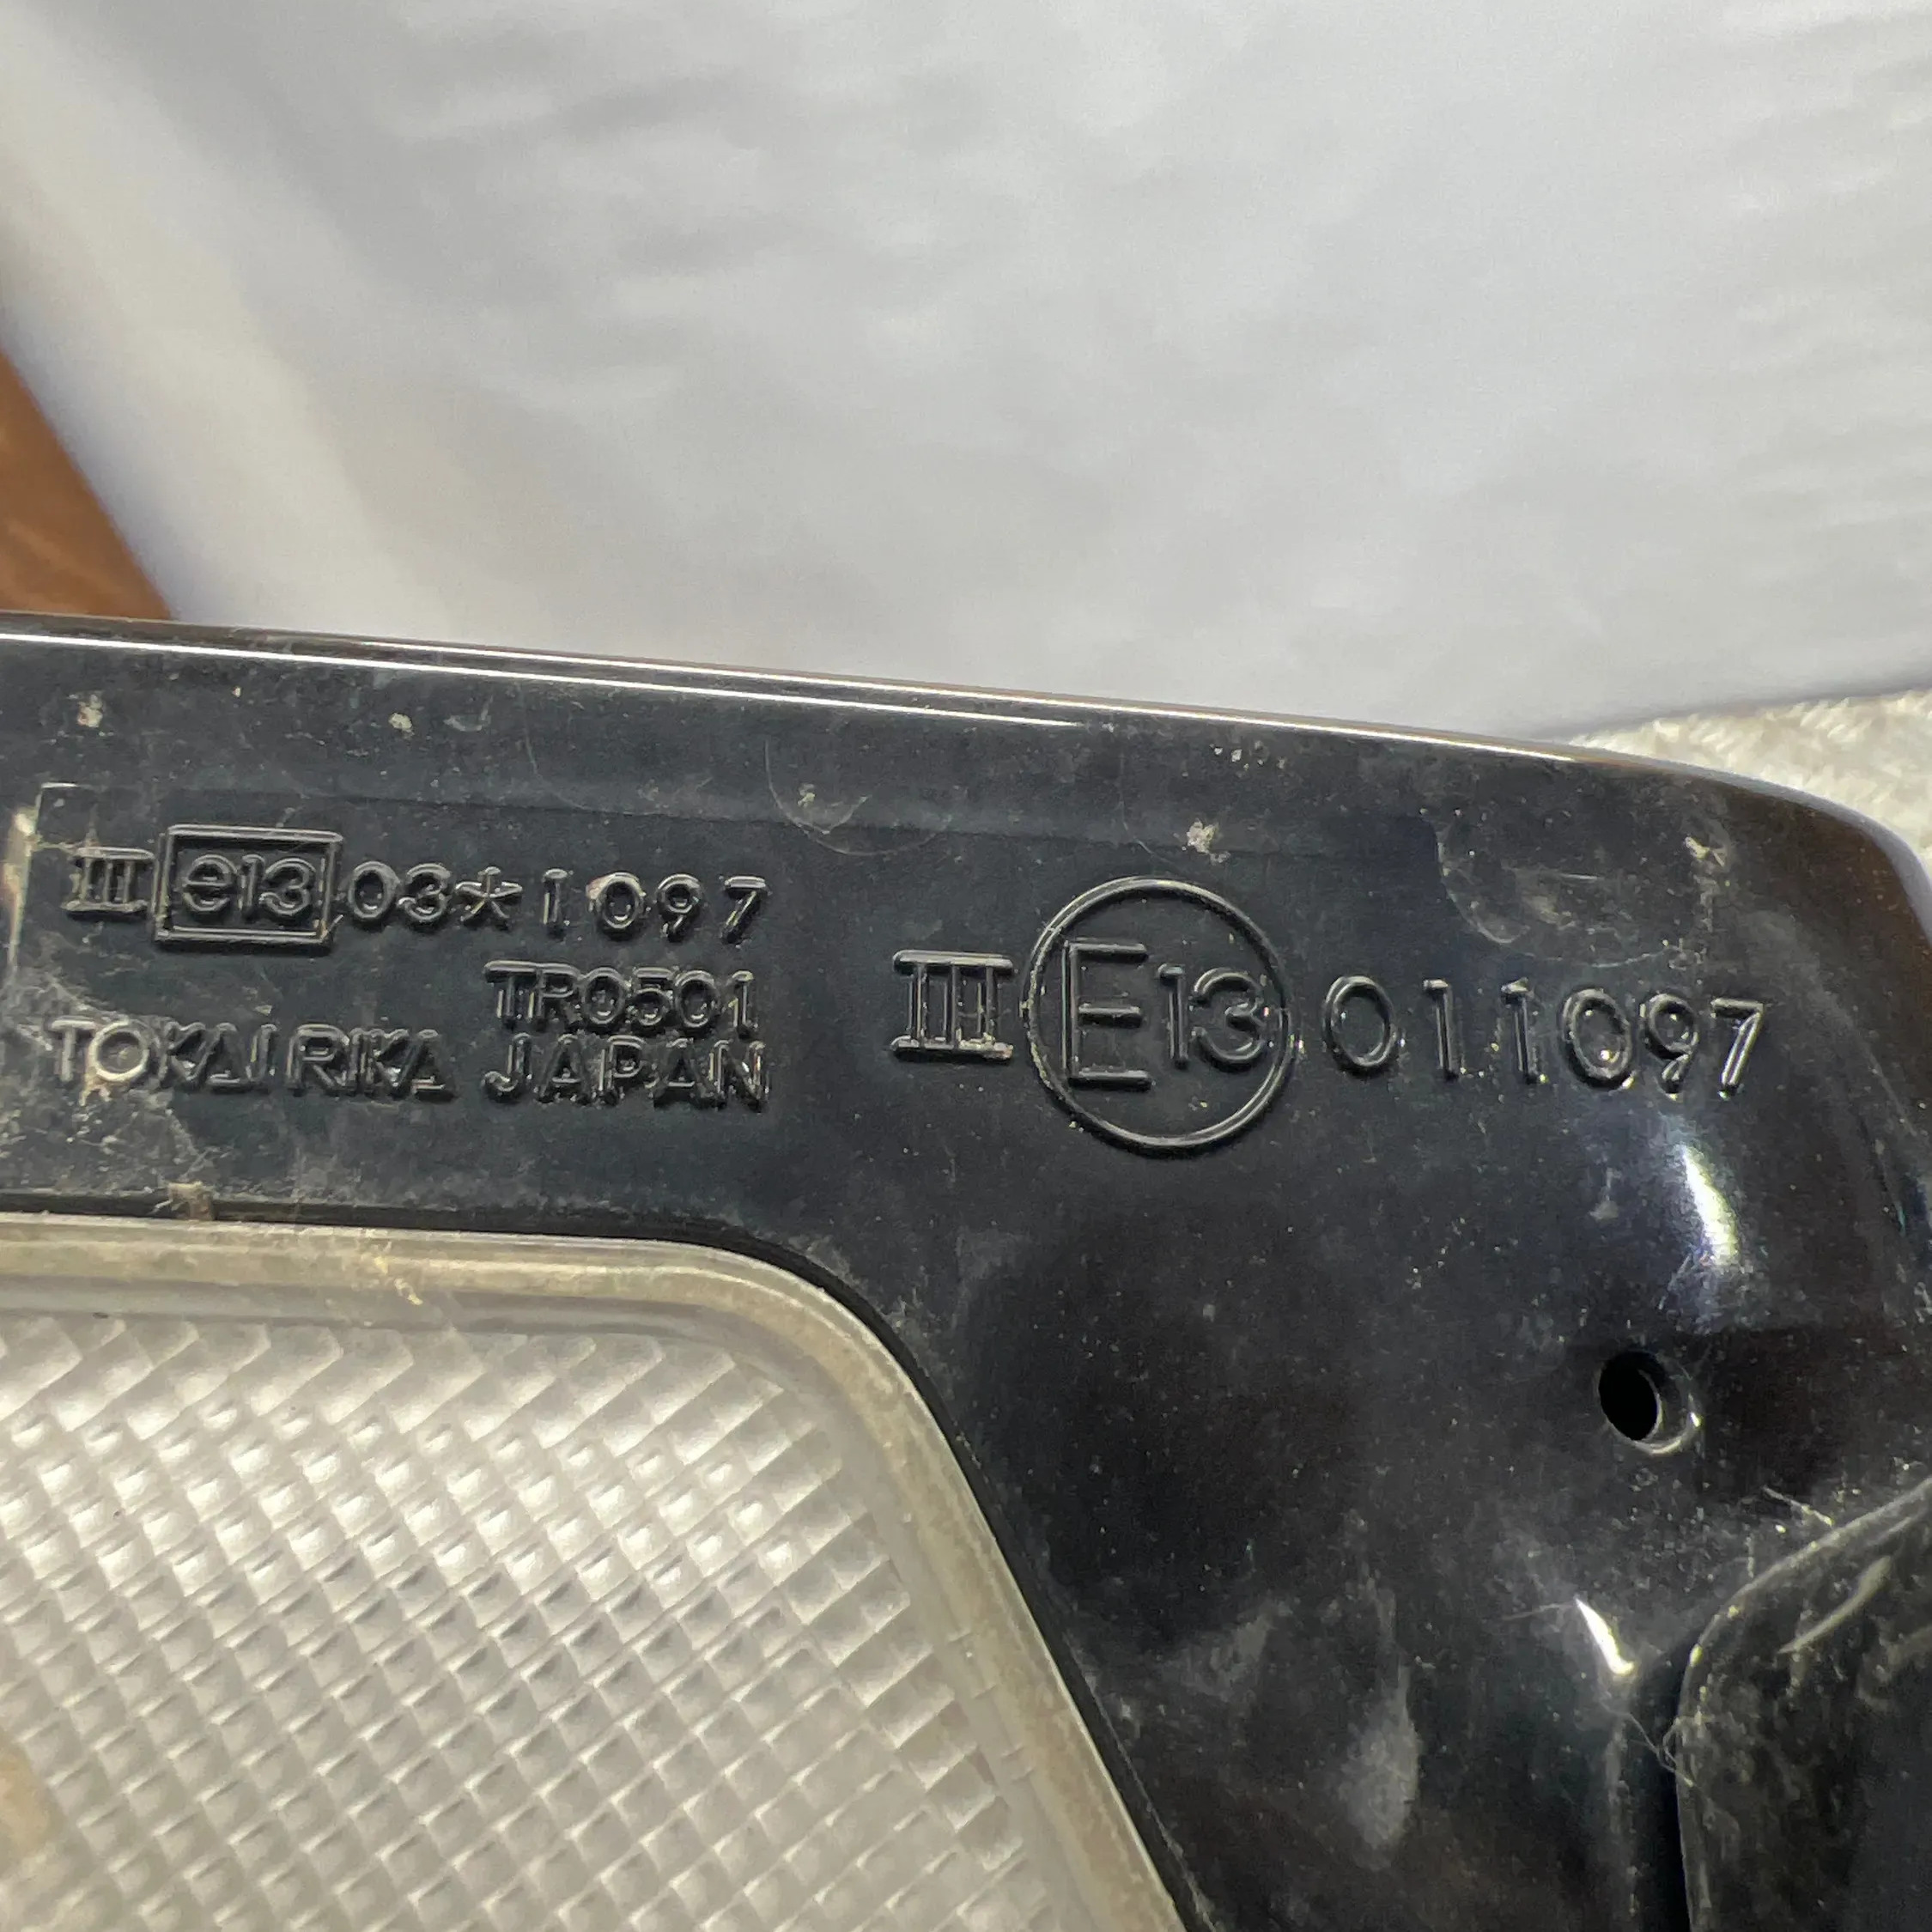 III e13 03*1097
TR0501
TOKAI RIKA JAPAN
III E13 011097